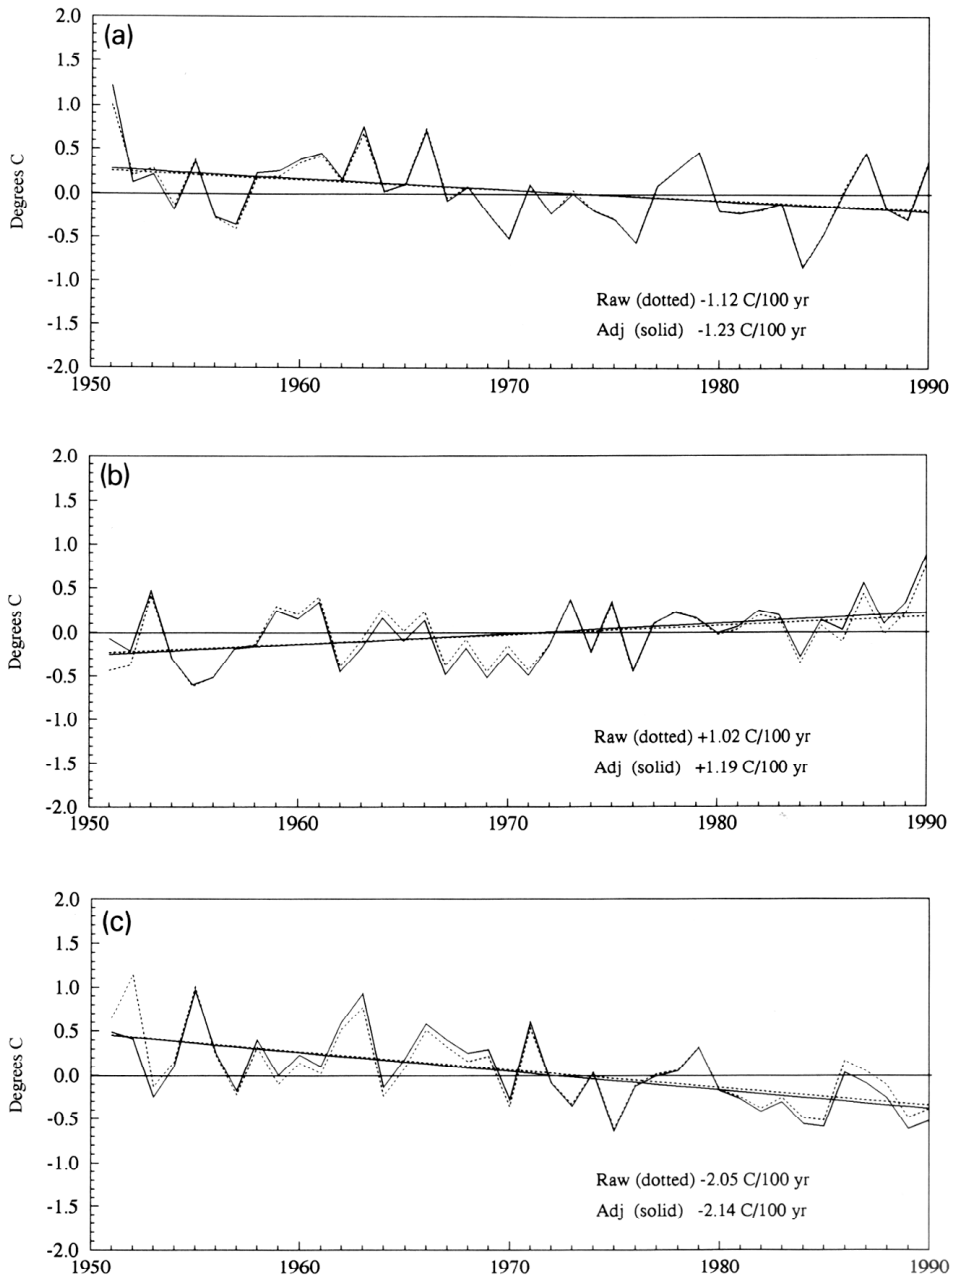 (a)
Degrees C
2.0
1.5
1.0
0.5
0.0
-0.5
-1.0
-1.5
-2.0
Raw (dotted) -1.12 C/100 yr
Adj (solid) -1.23 C/100 yr
1950 1960 1970 1980 1990
(b)
Degrees C
2.0
1.5
1.0
0.5
0.0
-0.5
-1.0
-1.5
-2.0
Raw (dotted) +1.02 C/100 yr
Adj (solid) +1.19 C/100 yr
1950 1960 1970 1980 1990
(c)
Degrees C
2.0
1.5
1.0
0.5
0.0
-0.5
-1.0
-1.5
-2.0
Raw (dotted) -2.05 C/100 yr
Adj (solid) -2.14 C/100 yr
1950 1960 1970 1980 1990